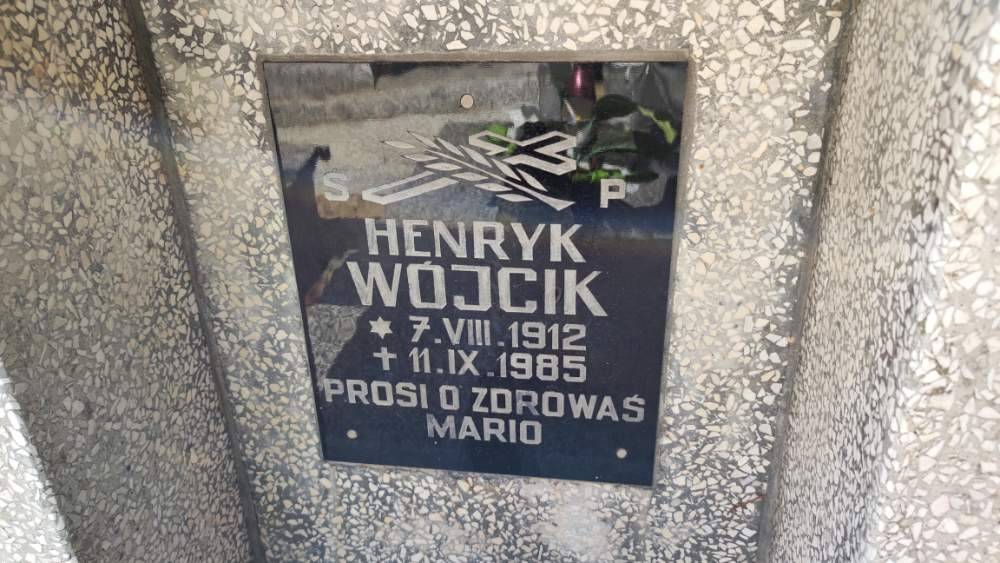 S P
HENRYK
WÓJCIK
* 7.VIII.1912
✝ 11.IX.1985
PROSI O ZDROWAŚ
MARIO